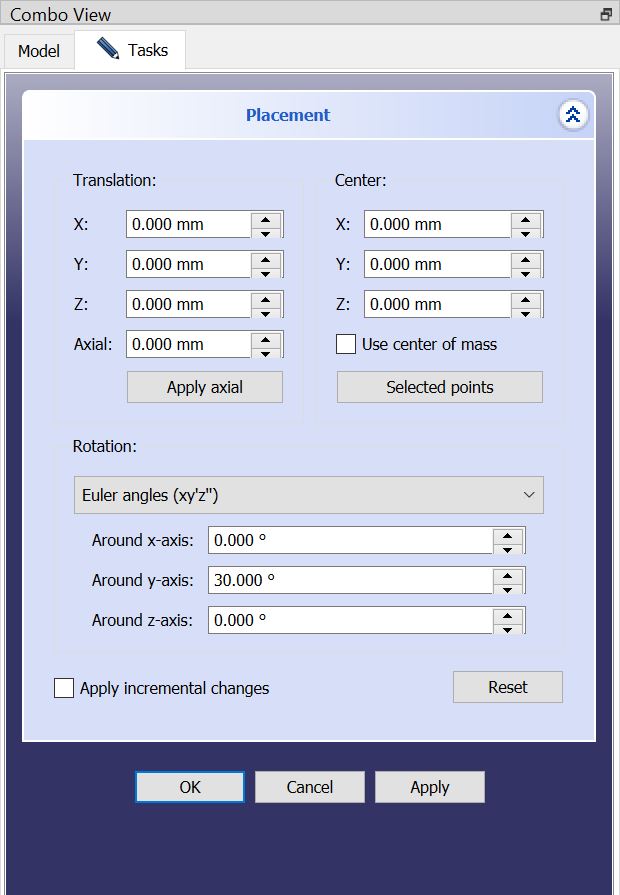 Combo View
Model
Tasks
Placement
Translation:
X: 0.000 mm
Y: 0.000 mm
Z: 0.000 mm
Axial: 0.000 mm
Apply axial
Center:
X: 0.000 mm
Y: 0.000 mm
Z: 0.000 mm
Use center of mass
Selected points
Rotation:
Euler angles (xy'z'')
Around x-axis: 0.000 °
Around y-axis: 30.000 °
Around z-axis: 0.000 °
Apply incremental changes
Reset
OK
Cancel
Apply